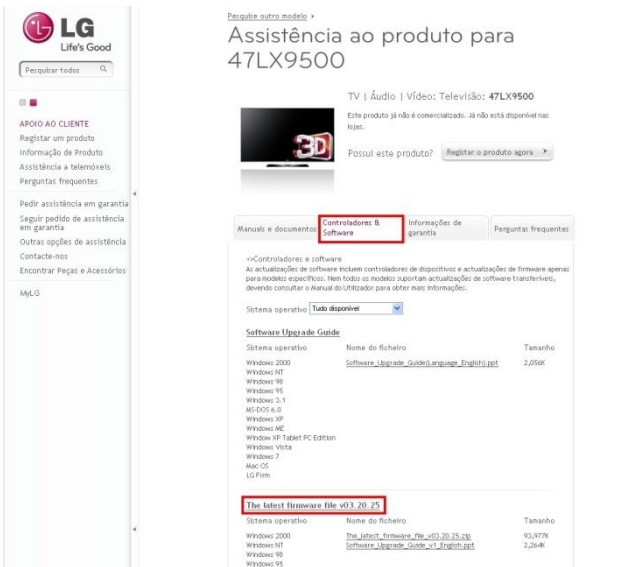 LG
Life's Good
Pesquisar todos
APOIO AO CLIENTE
Registar um produto
Informação de Produto
Assistência a telemóveis
Perguntas frequentes
Pedir assistência em garantia
Seguir pedido de assistência
em garantia
Outras opções de assistência
Contacte-nos
Encontrar Peças e Acessórios
MyLG
Pesquise outro modelo
Assistência ao produto para
47LX9500
3D
TV | Áudio | Vídeo: Televisão: 47LX9500
Este produto já não é comercializado. Já não está disponível nas
lojas.
Possui este produto?
Registar o produto agora
Manuais e documentos
Controladores &
Software
Informações de
garantia
Perguntas frequentes
<>Controladores e software
As actualizações de software incluem controladores de dispositivos e actualizações de firmware apenas
para modelos específicos. Nem todos os modelos suportam actualizações de software transferíveis,
devendo consultar o Manual do Utilizador para obter mais informações.
Sistema operativo Tudo disponível
Software Upgrade Guide
Sistema operativo Nome do ficheiro Tamanho
Windows 2000 Software_Upgrade_Guide(Language_English).ppt 2,056K
Windows NT
Windows 98
Windows 95
Windows 3.1
MS-DOS 6.0
Windows XP
Windows ME
Window XP Tablet PC Edition
Windows Vista
Windows 7
Mac OS
LG Firm
The latest firmware file v03.20.25
Sistema operativo Nome do ficheiro Tamanho
Windows 2000 The_latest_firmware_file_v03.20.25.zip 93,977K
Windows NT Software_Upgrade_Guide_v1_English.ppt 2,264K
Windows 98
Windows 95